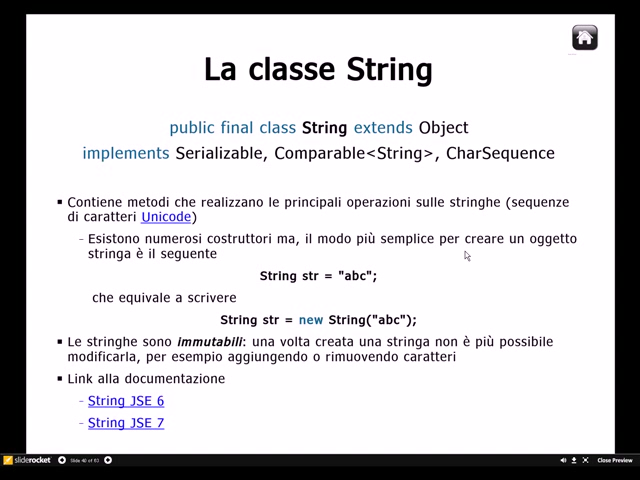 La classe String
public final class String extends Object
implements Serializable, Comparable<String>, CharSequence
Contiene metodi che realizzano le principali operazioni sulle stringhe (sequenze
di caratteri Unicode)
– Esistono numerosi costruttori ma, il modo più semplice per creare un oggetto
stringa è il seguente
String str = "abc";
che equivale a scrivere
String str = new String("abc");
Le stringhe sono immutabili: una volta creata una stringa non è più possibile
modificarla, per esempio aggiungendo o rimuovendo caratteri
Link alla documentazione
– String JSE 6
– String JSE 7
sliderocket Slide 46 of 61 Close Preview